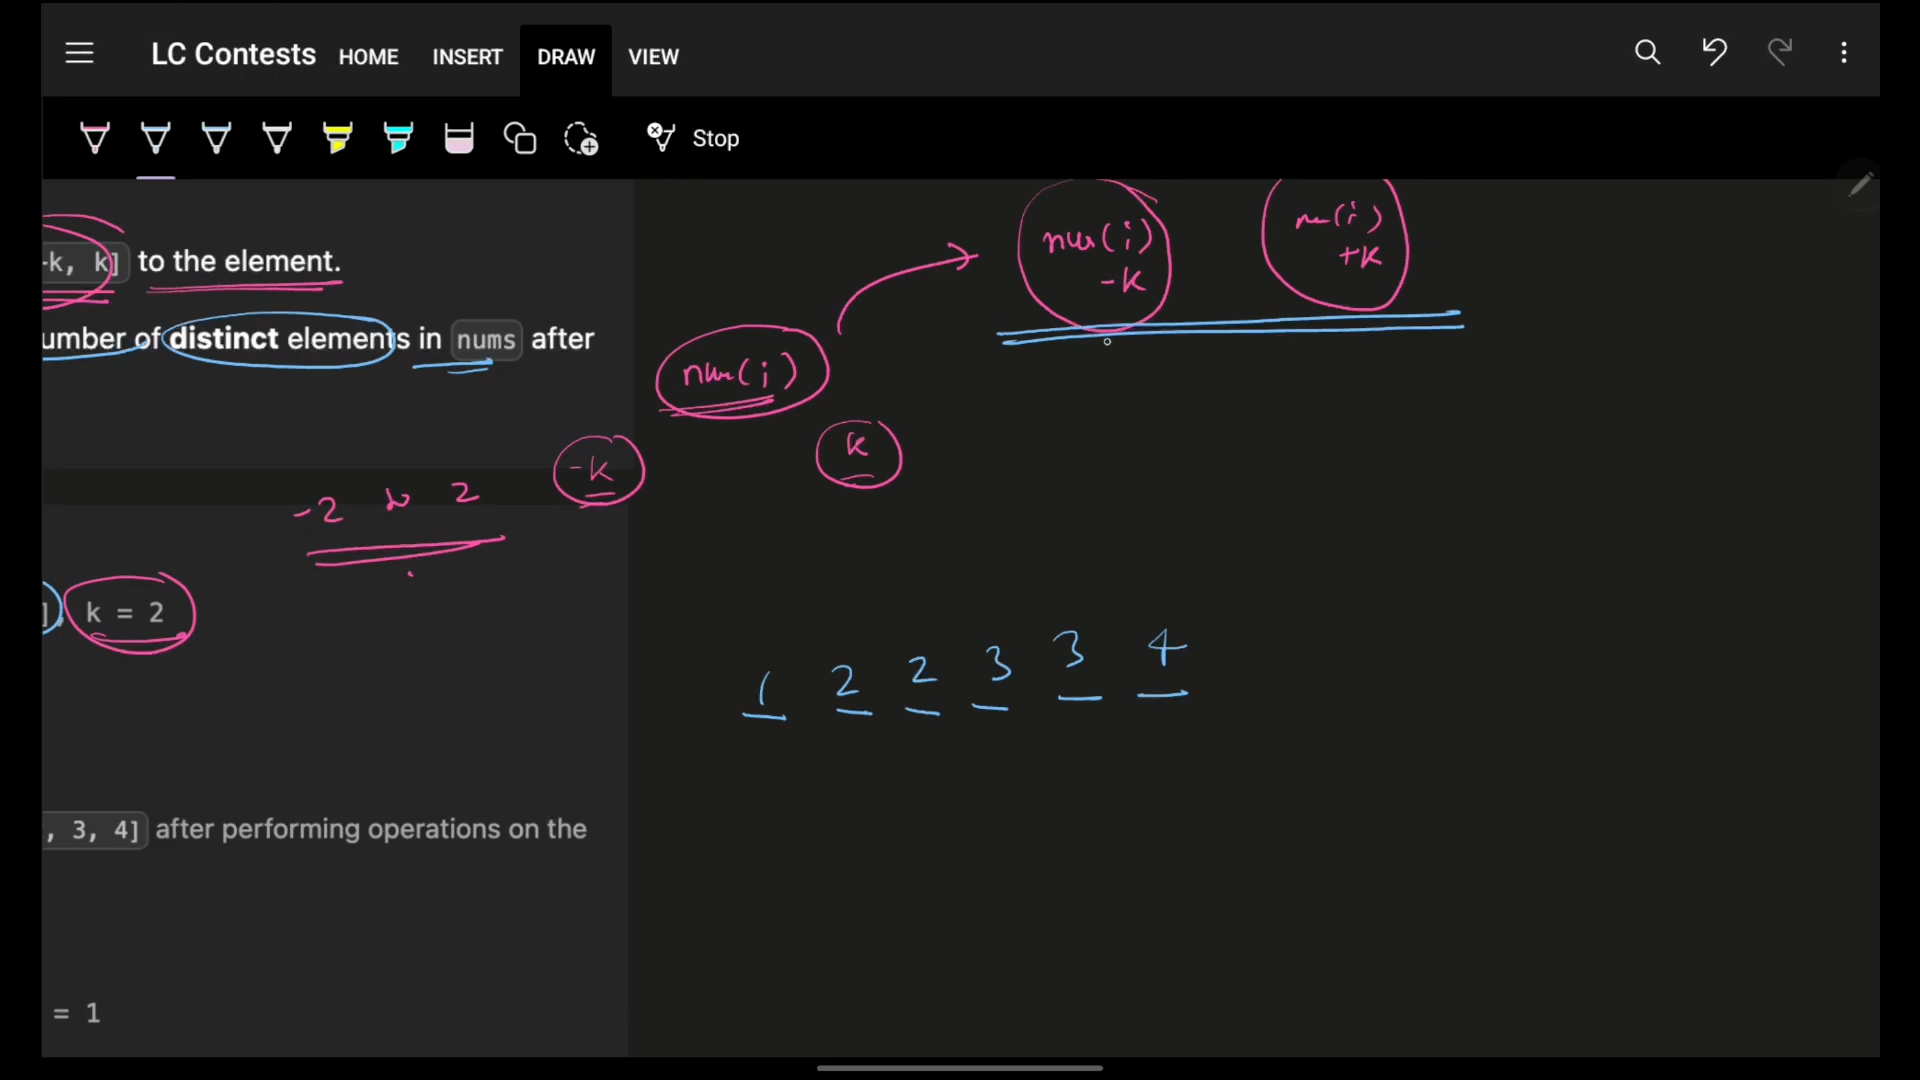 LC Contests HOME INSERT DRAW VIEW
Stop
-k, k] to the element.
umber of distinct elements in nums after
-2 to 2
-k
], k = 2
, 3, 4] after performing operations on the
= 1
num(i)
-k
+k
num(i)
k
1 2 2 3 3 4